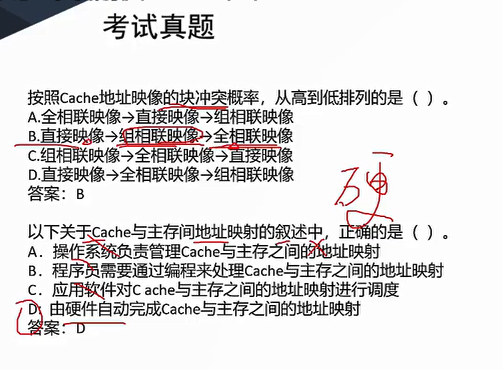 考试真题
按照Cache地址映像的块冲突概率，从高到低排列的是（ ）。
A.全相联映像→直接映像→组相联映像
B.直接映像→组相联映像→全相联映像
C.组相联映像→全相联映像→直接映像
D.直接映像→全相联映像→组相联映像
答案：B
硬
以下关于Cache与主存间地址映射的叙述中，正确的是（ ）。
A．操作系统负责管理Cache与主存之间的地址映射
B．程序员需要通过编程来处理Cache与主存之间的地址映射
C．应用软件对C ache与主存之间的地址映射进行调度
D. 由硬件自动完成Cache与主存之间的地址映射
答案：D